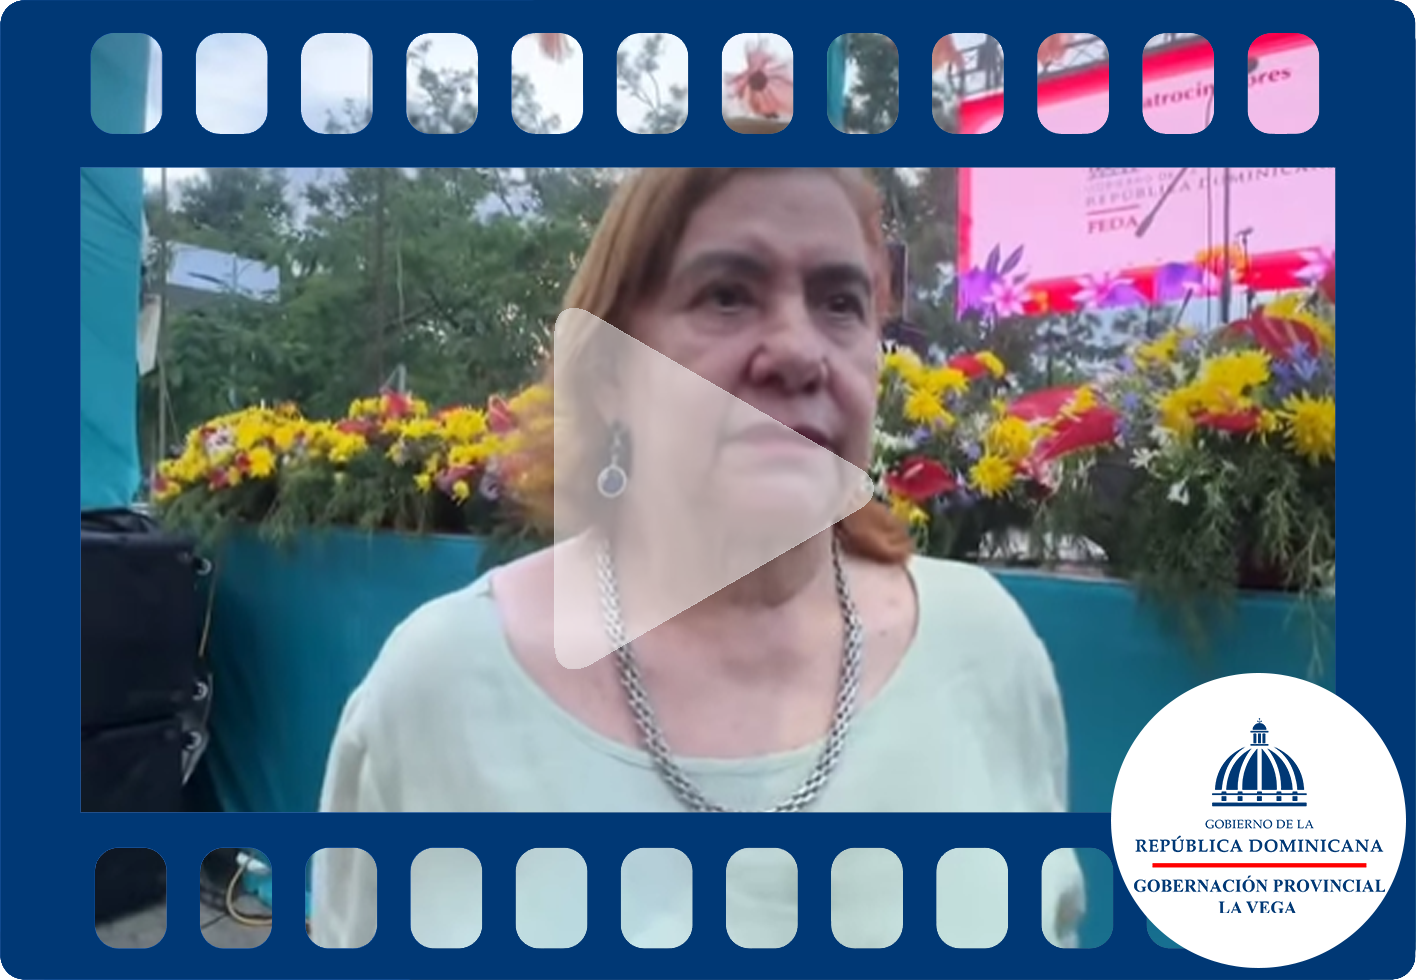 REPÚBLICA DOMINICANA
FEDA
GOBIERNO DE LA
REPÚBLICA DOMINICANA
GOBERNACIÓN PROVINCIAL
LA VEGA